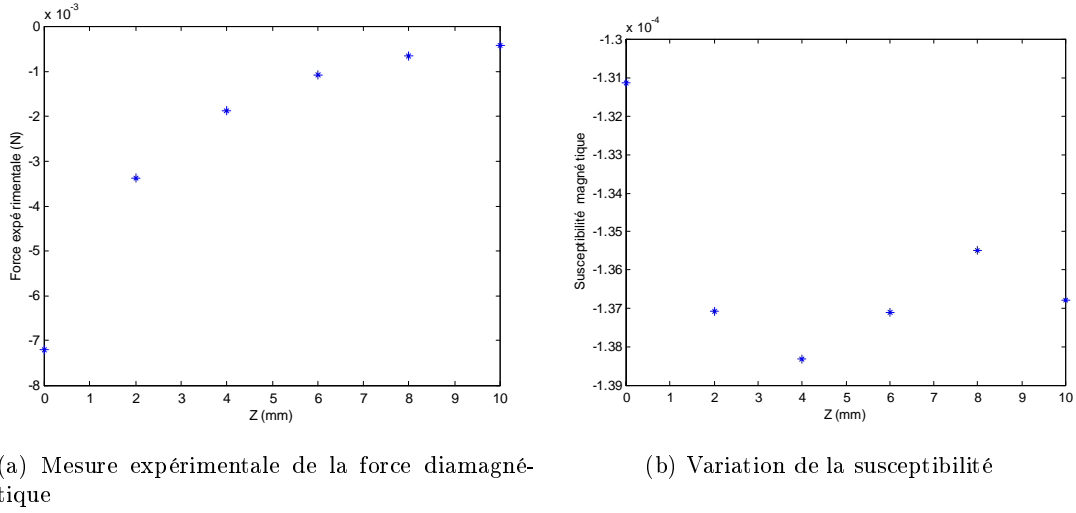 x 10^-3
0
-1
-2
-3
-4
-5
-6
-7
-8
0 1 2 3 4 5 6 7 8 9 10
Z (mm)
Force expé rimentale (N)
x 10^-4
-1.3
-1.31
-1.32
-1.33
-1.34
-1.35
-1.36
-1.37
-1.38
-1.39
0 1 2 3 4 5 6 7 8 9 10
Z (mm)
Susceptibilité magné tique
(a) Mesure expérimentale de la force diamagné-
tique
(b) Variation de la susceptibilité